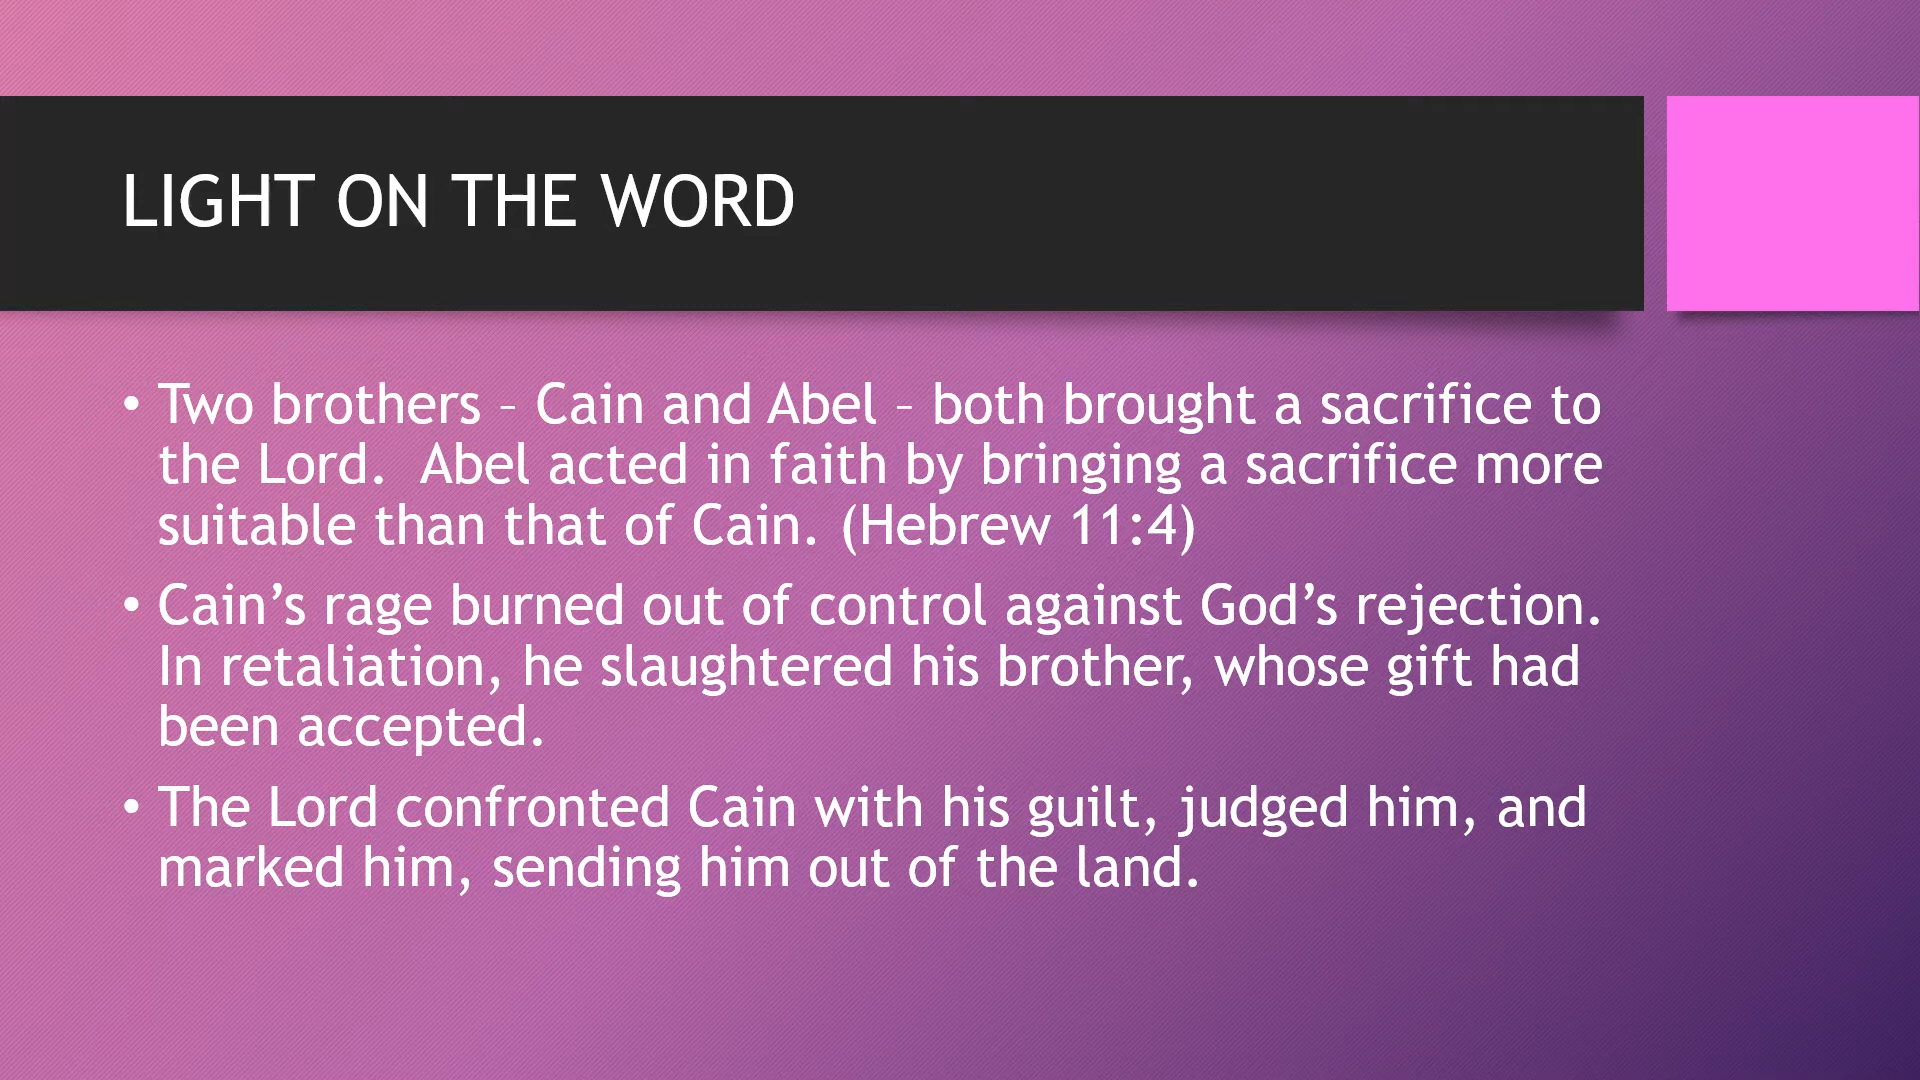 LIGHT ON THE WORD
• Two brothers – Cain and Abel – both brought a sacrifice to
the Lord.  Abel acted in faith by bringing a sacrifice more
suitable than that of Cain. (Hebrew 11:4)
• Cain’s rage burned out of control against God’s rejection.
In retaliation, he slaughtered his brother, whose gift had
been accepted.
• The Lord confronted Cain with his guilt, judged him, and
marked him, sending him out of the land.